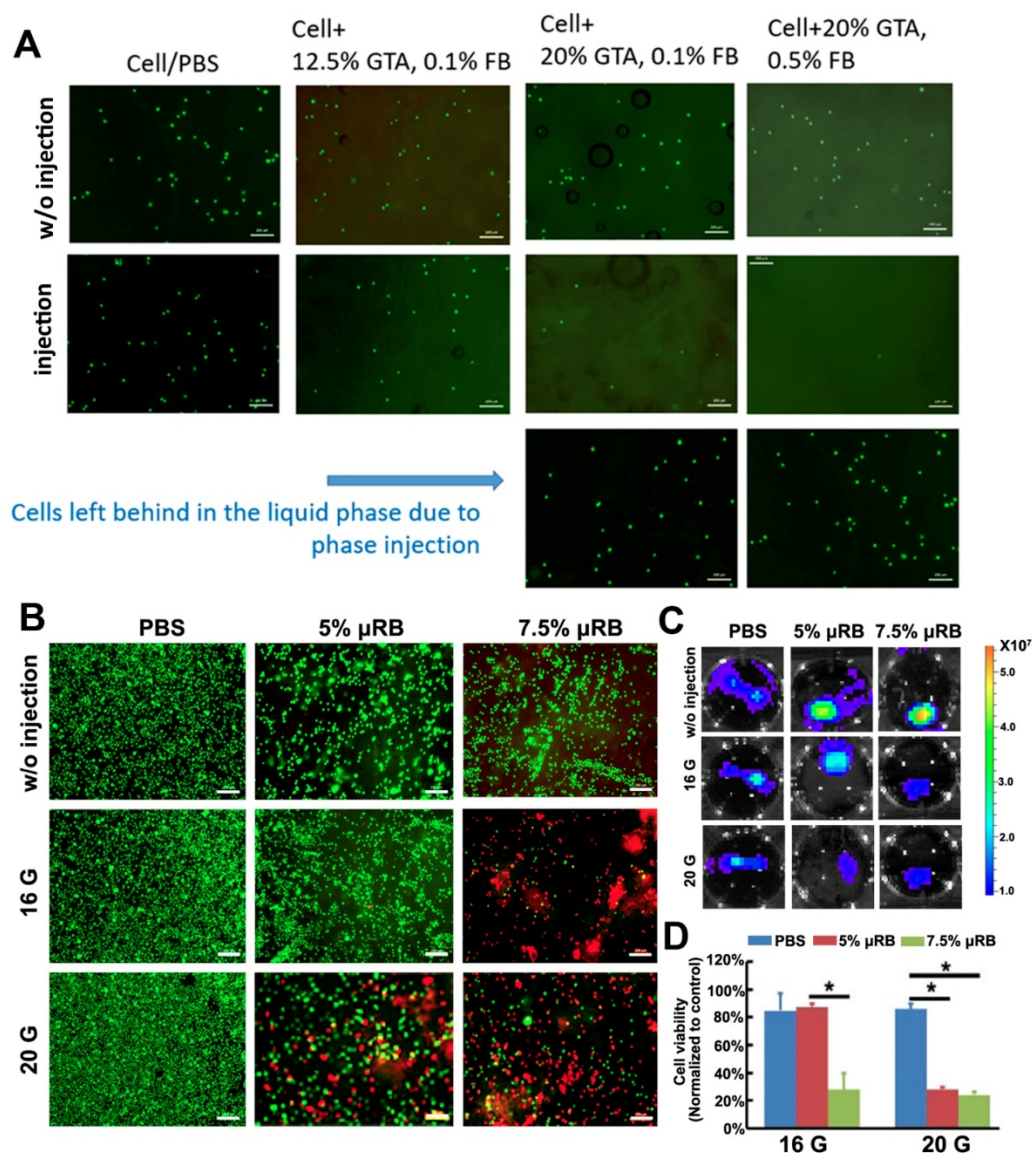 A
Cell/PBS
Cell+
12.5% GTA, 0.1% FB
Cell+
20% GTA, 0.1% FB
Cell+20% GTA,
0.5% FB
w/o injection
injection
Cells left behind in the liquid phase due to
phase injection
B
PBS
5% µRB
7.5% µRB
w/o injection
16 G
20 G
C
PBS
5% µRB
7.5% µRB
w/o injection
16 G
20 G
X10⁷
5.0
4.0
3.0
2.0
1.0
D
PBS
5% µRB
7.5% µRB
Cell viability
(Normalized to control)
120%
100%
80%
60%
40%
20%
0%
*
*
*
16 G
20 G